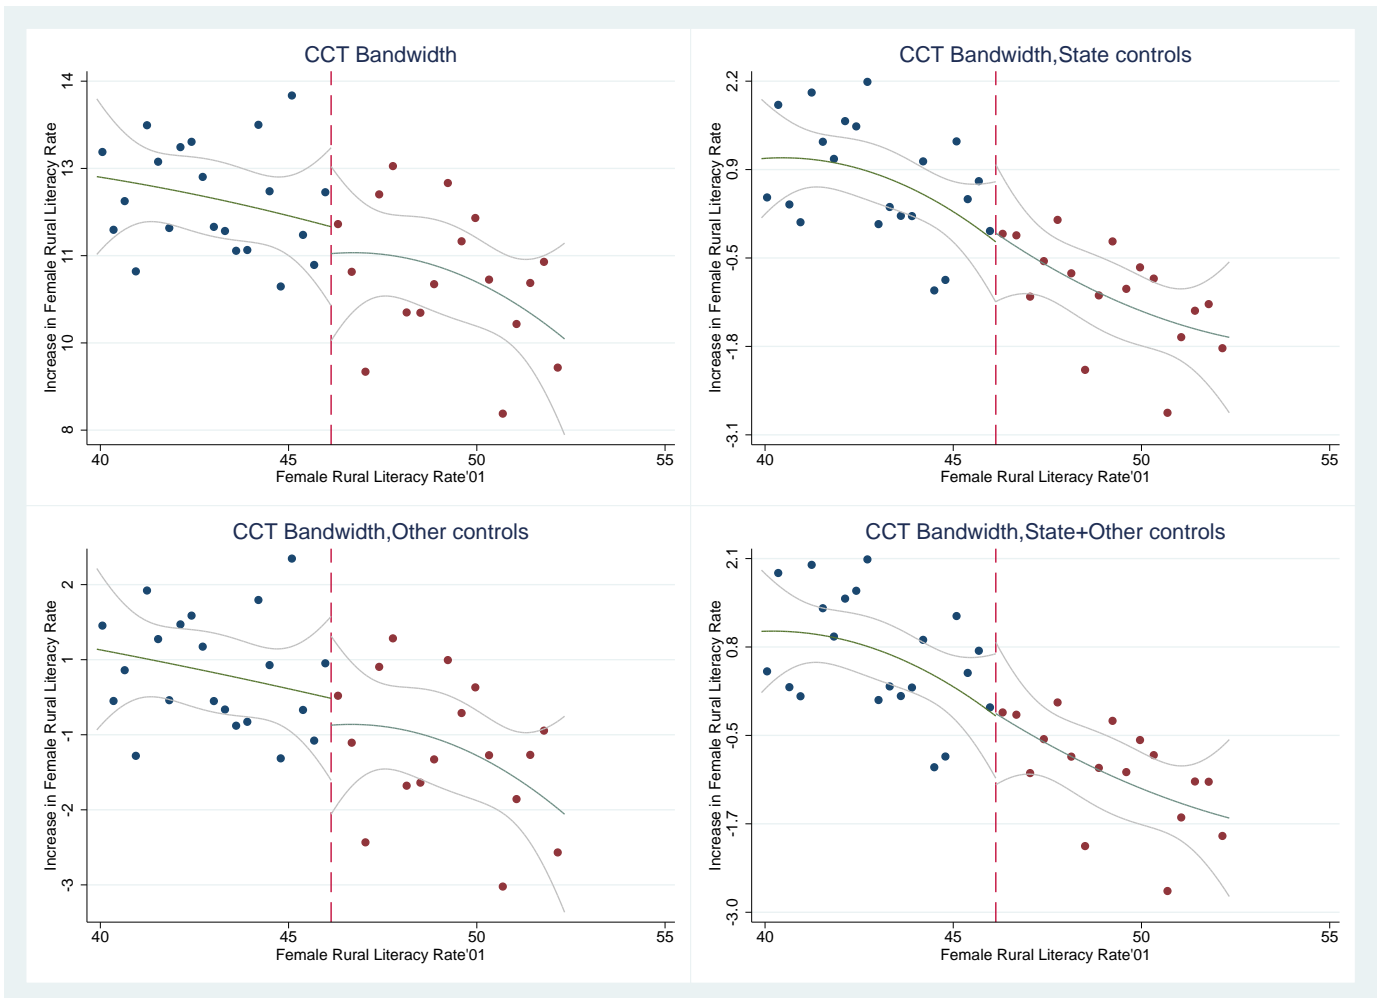 CCT Bandwidth
Increase in Female Rural Literacy Rate
14
13
11
10
8
40 45 50 55
Female Rural Literacy Rate'01
CCT Bandwidth,State controls
Increase in Female Rural Literacy Rate
2.2
0.9
-0.5
-1.8
-3.1
40 45 50 55
Female Rural Literacy Rate'01
CCT Bandwidth,Other controls
Increase in Female Rural Literacy Rate
2
1
-1
-2
-3
40 45 50 55
Female Rural Literacy Rate'01
CCT Bandwidth,State+Other controls
Increase in Female Rural Literacy Rate
2.1
0.8
-0.5
-1.7
-3.0
40 45 50 55
Female Rural Literacy Rate'01